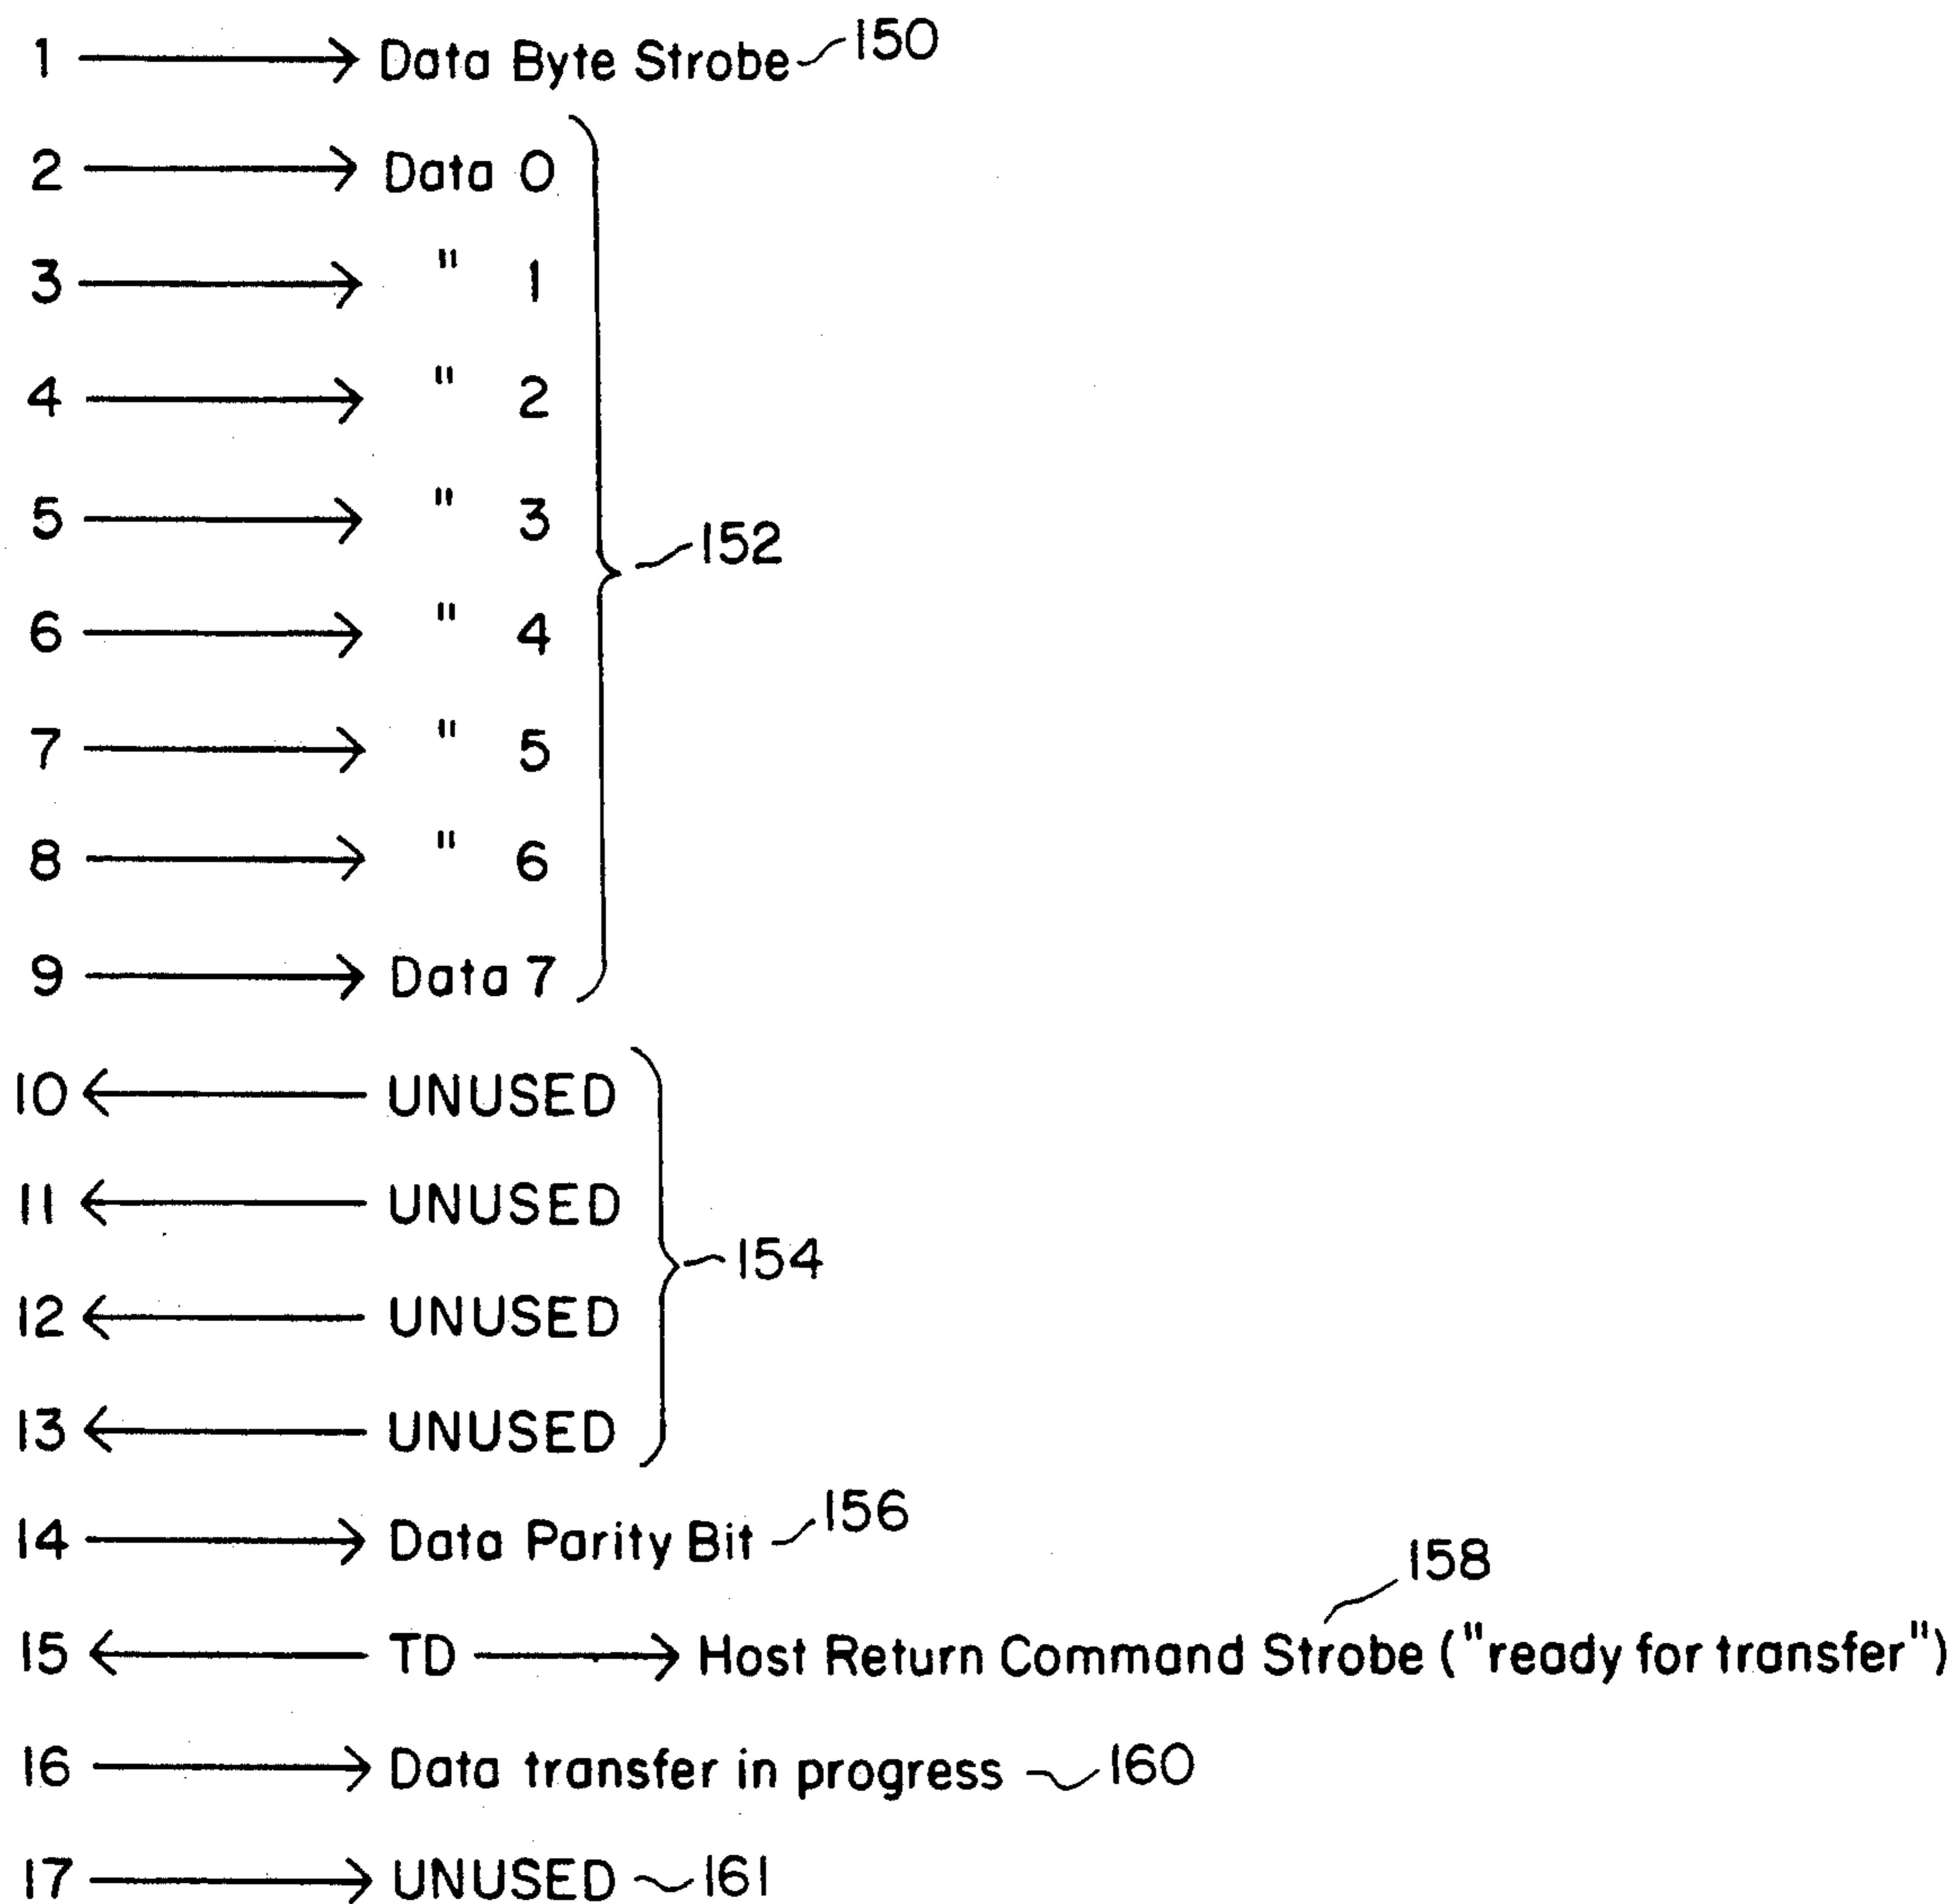 1 Data Byte Strobe 150
2 Data 0
3 " 1
4 " 2
5 " 3
152
6 " 4
7 " 5
8 " 6
9 Data 7
10 UNUSED
11 UNUSED
154
12 UNUSED
13 UNUSED
14 Data Parity Bit 156
158
15 TD Host Return Command Strobe ("ready for transfer")
16 Data transfer in progress 160
17 UNUSED 161